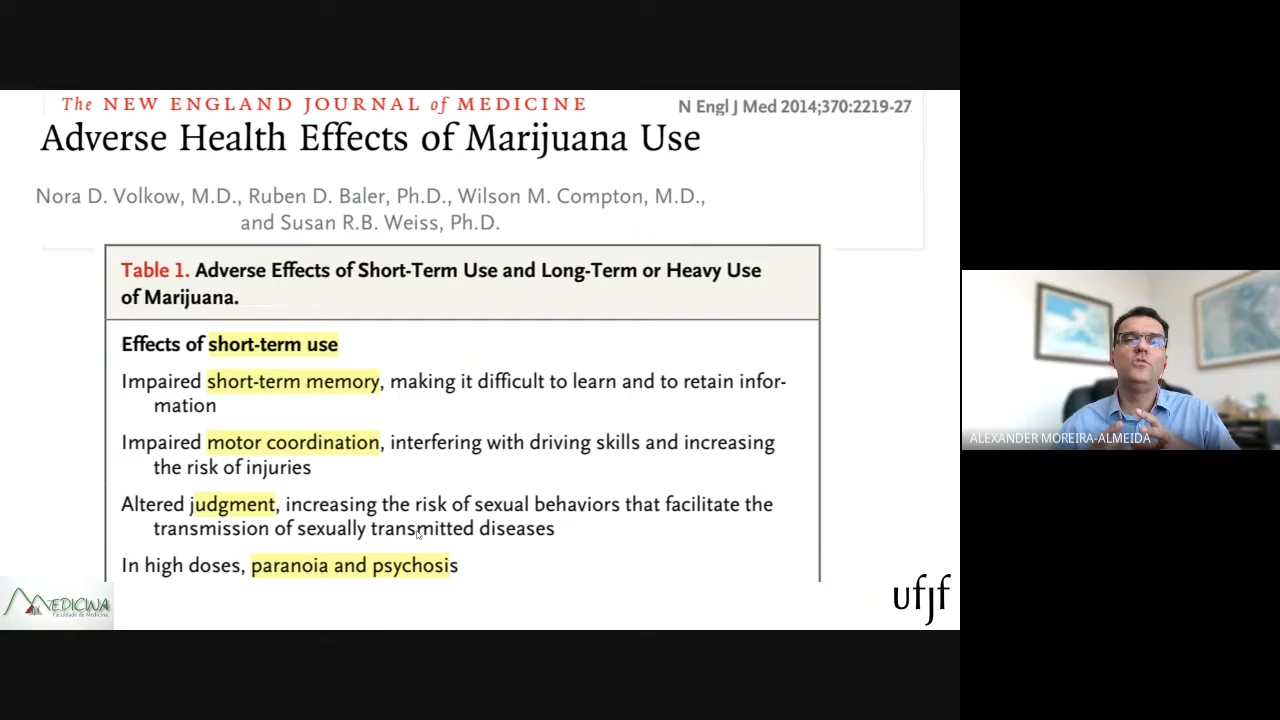 The NEW ENGLAND JOURNAL of MEDICINE
N Engl J Med 2014;370:2219-27.
Adverse Health Effects of Marijuana Use
Nora D. Volkow, M.D., Ruben D. Baler, Ph.D., Wilson M. Compton, M.D.,
and Susan R.B. Weiss, Ph.D.
Table 1. Adverse Effects of Short-Term Use and Long-Term or Heavy Use
of Marijuana.
Effects of short-term use
Impaired short-term memory, making it difficult to learn and to retain infor-
mation
Impaired motor coordination, interfering with driving skills and increasing
the risk of injuries
Altered judgment, increasing the risk of sexual behaviors that facilitate the
transmission of sexually transmitted diseases
In high doses, paranoia and psychosis
MEDICINA
Faculdade de Medicina
ufjf
ALEXANDER MOREIRA-ALMEIDA